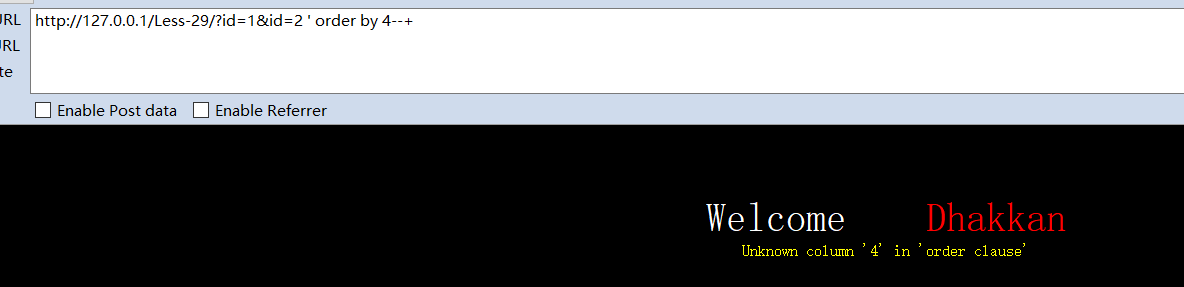 URL
http://127.0.0.1/Less-29/?id=1&id=2 ' order by 4--+
URL
te
Enable Post data Enable Referrer
Welcome Dhakkan
Unknown column '4' in 'order clause'